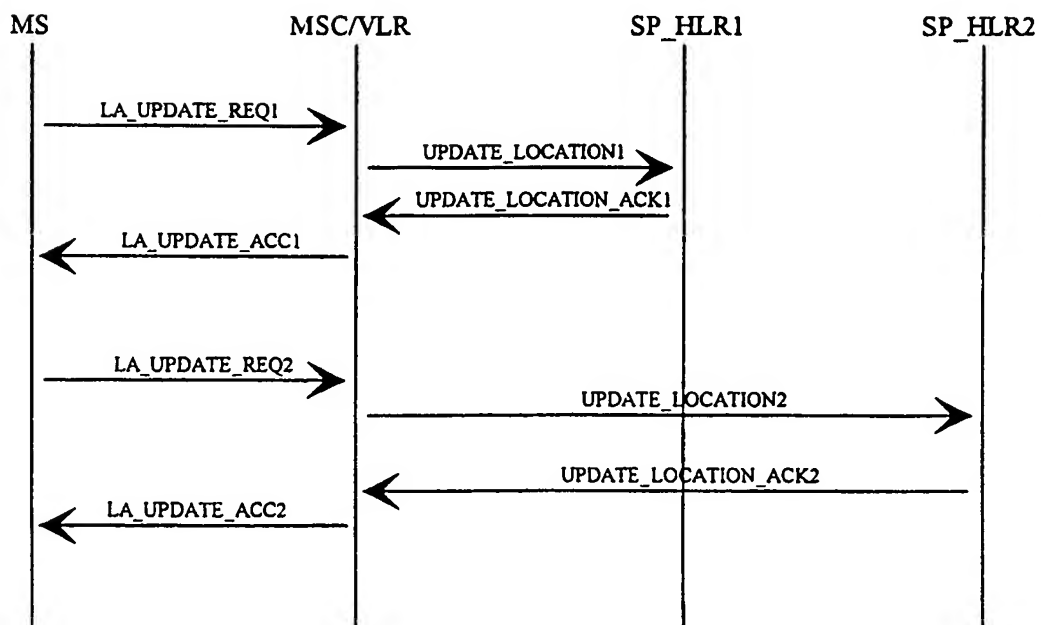 MS
MSC/VLR
SP_HLR1
SP_HLR2
LA_UPDATE_REQ1
UPDATE_LOCATION1
UPDATE_LOCATION_ACK1
LA_UPDATE_ACC1
LA_UPDATE_REQ2
UPDATE_LOCATION2
UPDATE_LOCATION_ACK2
LA_UPDATE_ACC2